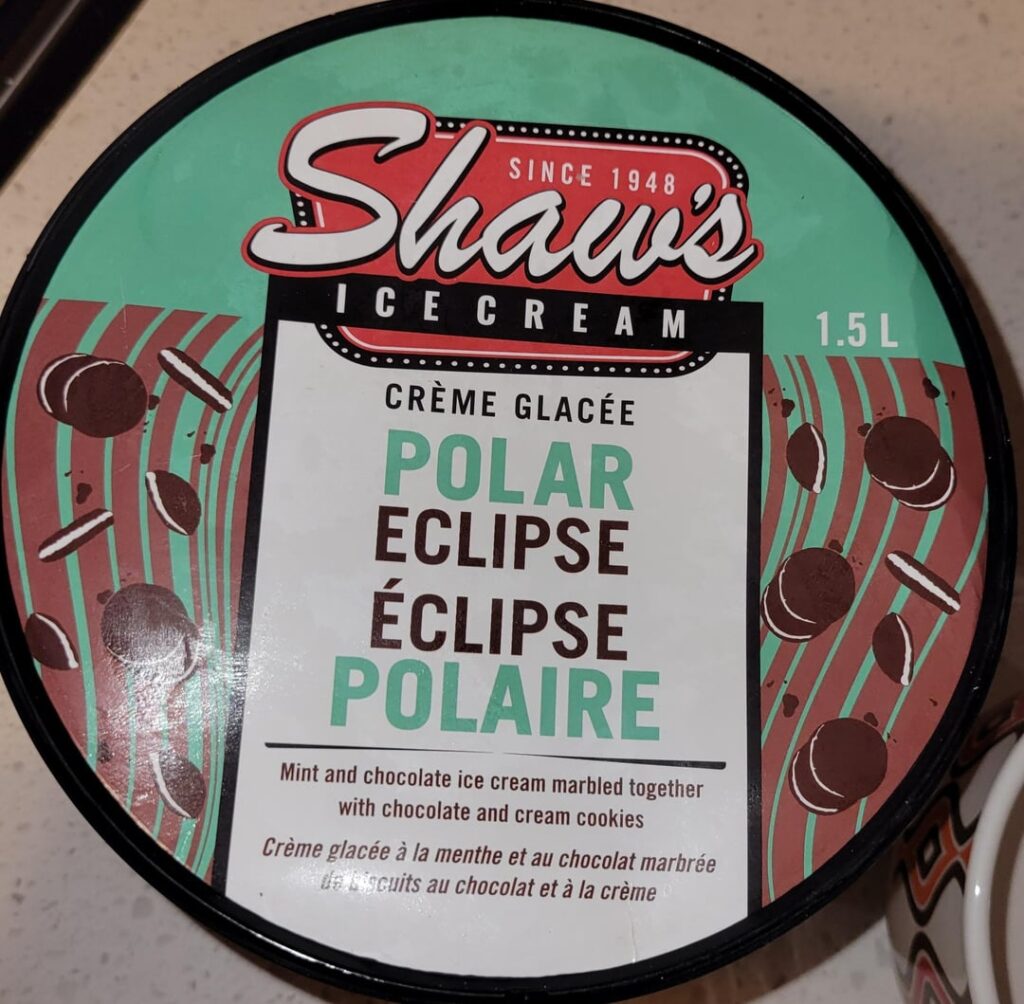 SINCE 1948
Shaw's
ICE CREAM
1.5 L
CRÈME GLACÉE
POLAR
ECLIPSE
ÉCLIPSE
POLAIRE
Mint and chocolate ice cream marbled together
with chocolate and cream cookies
Crème glacée à la menthe et au chocolat marbrée
de biscuits au chocolat et à la crème